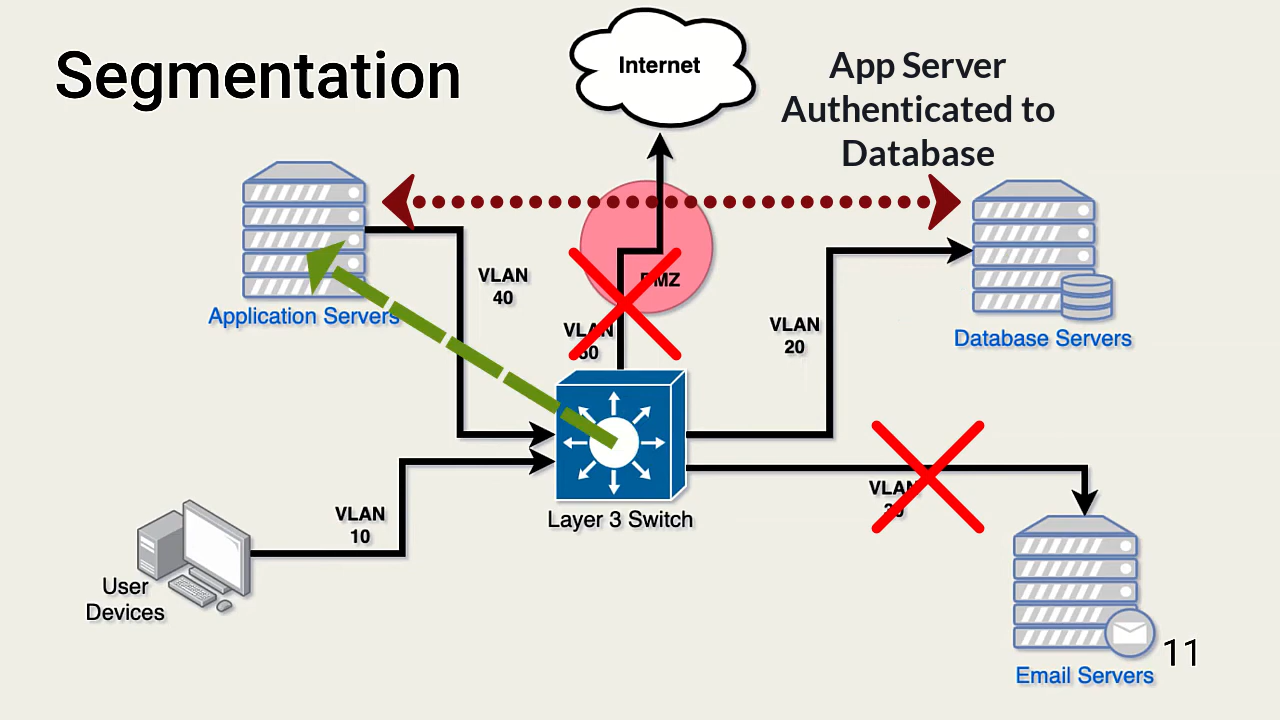 Segmentation
Internet
App Server
Authenticated to
Database
VLAN
40
VLAN
VLAN
20
Application Servers
Database Servers
VLAN
10
Layer 3 Switch
VLAN
User
Devices
11
Email Servers